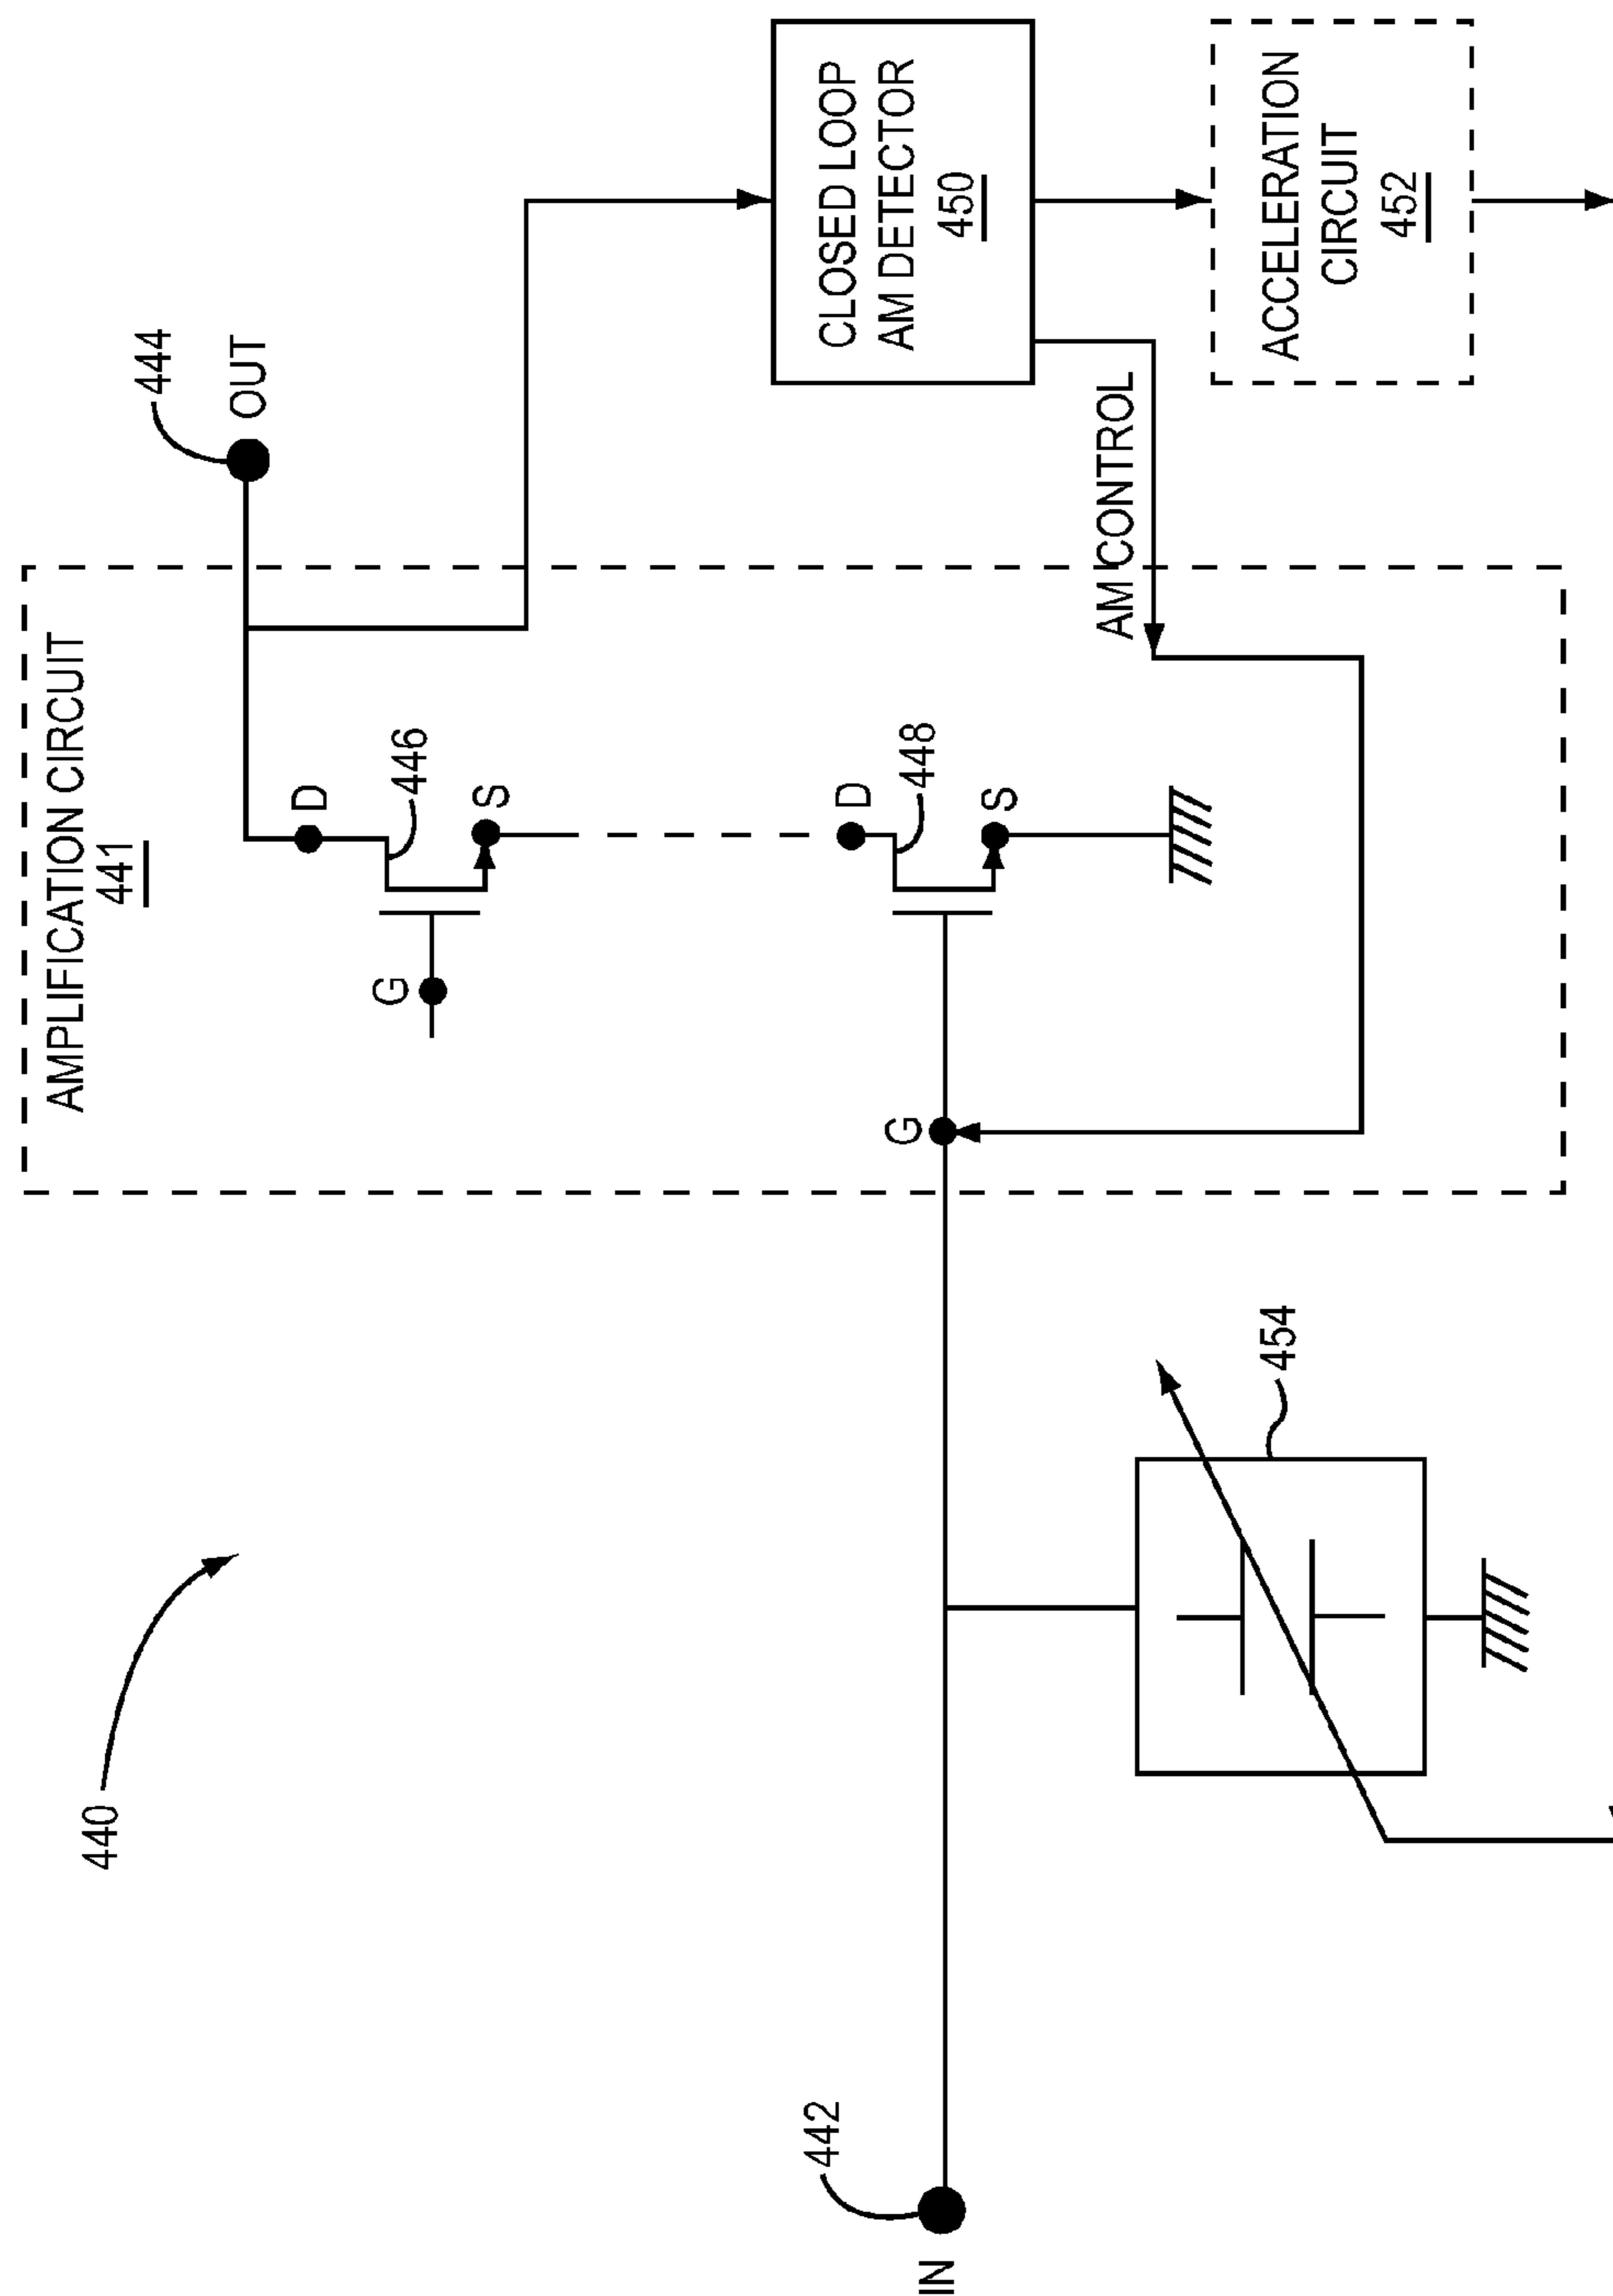 440
AMPLIFICATION CIRCUIT
441
444
OUT
D
446
S
G
D
448
S
G
442
IN
454
AM CONTROL
CLOSED LOOP
AM DETECTOR
450
ACCELERATION
CIRCUIT
452